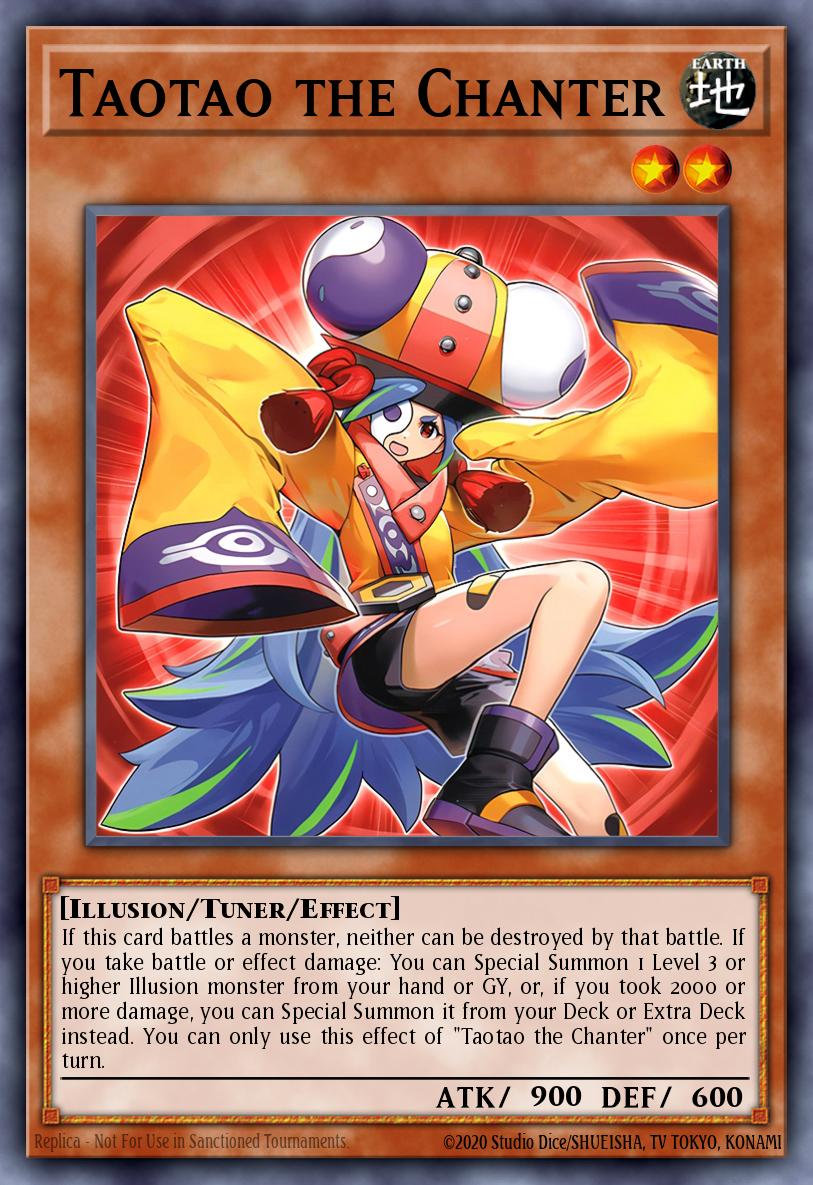 Taotao the Chanter
EARTH
地
[Illusion/Tuner/Effect]
If this card battles a monster, neither can be destroyed by that battle. If
you take battle or effect damage: You can Special Summon 1 Level 3 or
higher Illusion monster from your hand or GY, or, if you took 2000 or
more damage, you can Special Summon it from your Deck or Extra Deck
instead. You can only use this effect of "Taotao the Chanter" once per
turn.
ATK/ 900 DEF/ 600
Replica - Not For Use in Sanctioned Tournaments.
©2020 Studio Dice/SHUEISHA, TV TOKYO, KONAMI